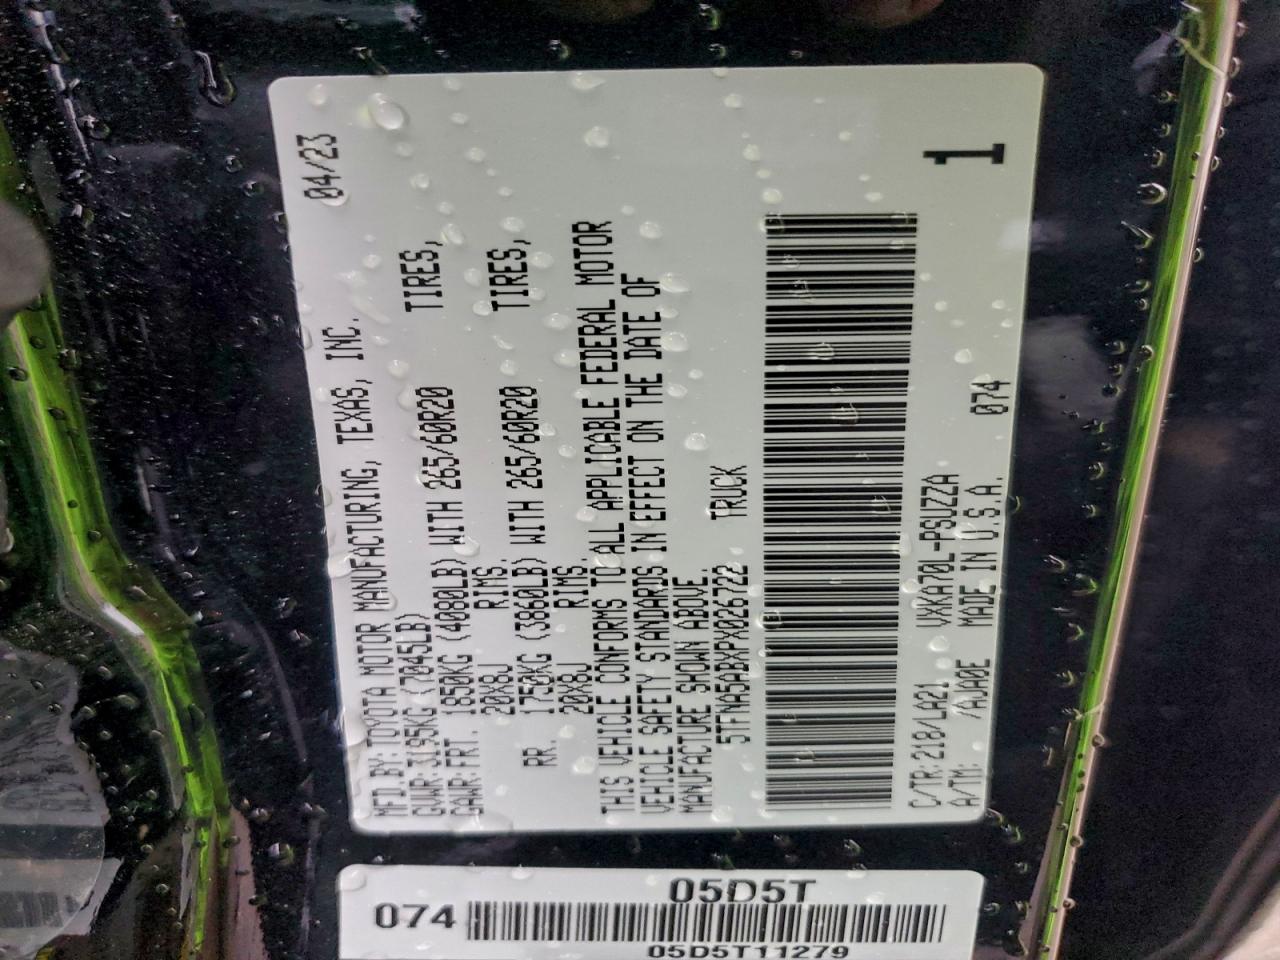 MFD.BY:TOYOTA MOTOR MANUFACTURING, TEXAS, INC. 04/23
GVWR:3195KG(7045LB)
GAWR:FRT. 1850KG(4080LB) WITH 265/60R20 TIRES,
20X8J RIMS,
RR. 1750KG(3860LB) WITH 265/60R20 TIRES,
20X8J RIMS.
THIS VEHICLE CONFORMS TO ALL APPLICABLE FEDERAL MOTOR
VEHICLE SAFETY STANDARDS IN EFFECT ON THE DATE OF
MANUFACTURE SHOWN ABOVE.
5TFNA5ABXPX026722 TRUCK
1
C/TR:218/LA21 VXKA70L-PSUZZA
A/TM: /AJA0E MADE IN U.S.A. 074
05D5T
074
05D5T11279